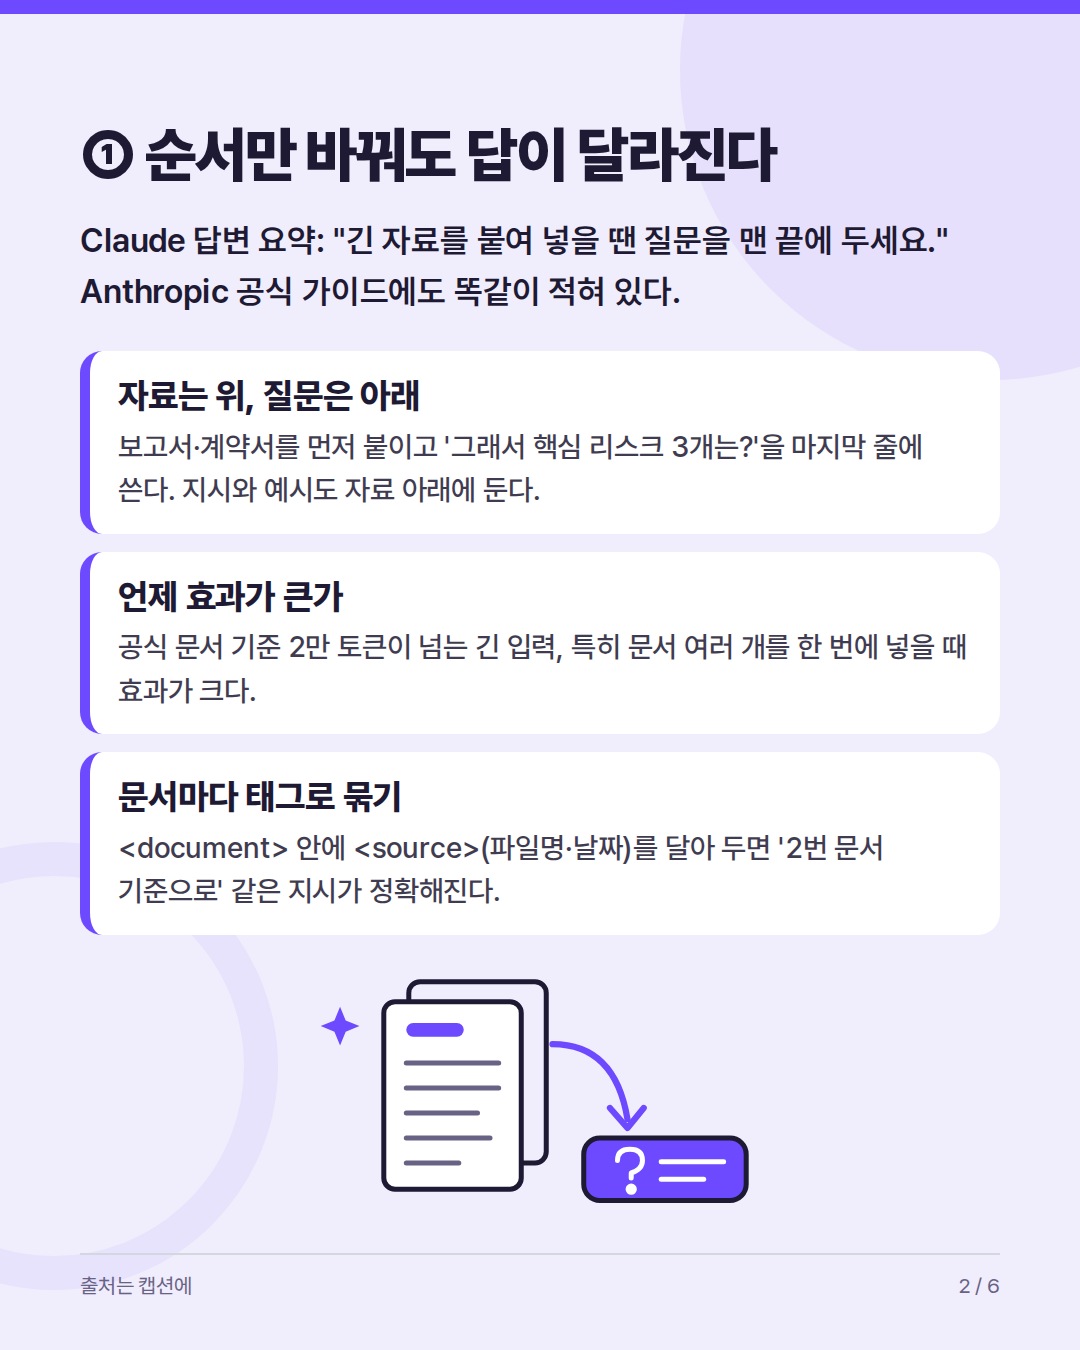 ① 순서만 바꿔도 답이 달라진다
Claude 답변 요약: "긴 자료를 붙여 넣을 땐 질문을 맨 끝에 두세요."
Anthropic 공식 가이드에도 똑같이 적혀 있다.
자료는 위, 질문은 아래
보고서·계약서를 먼저 붙이고 '그래서 핵심 리스크 3개는?'을 마지막 줄에
쓴다. 지시와 예시도 자료 아래에 둔다.
언제 효과가 큰가
공식 문서 기준 2만 토큰이 넘는 긴 입력, 특히 문서 여러 개를 한 번에 넣을 때
효과가 크다.
문서마다 태그로 묶기
<document> 안에 <source>(파일명·날짜)를 달아 두면 '2번 문서
기준으로' 같은 지시가 정확해진다.
?
출처는 캡션에
2 / 6